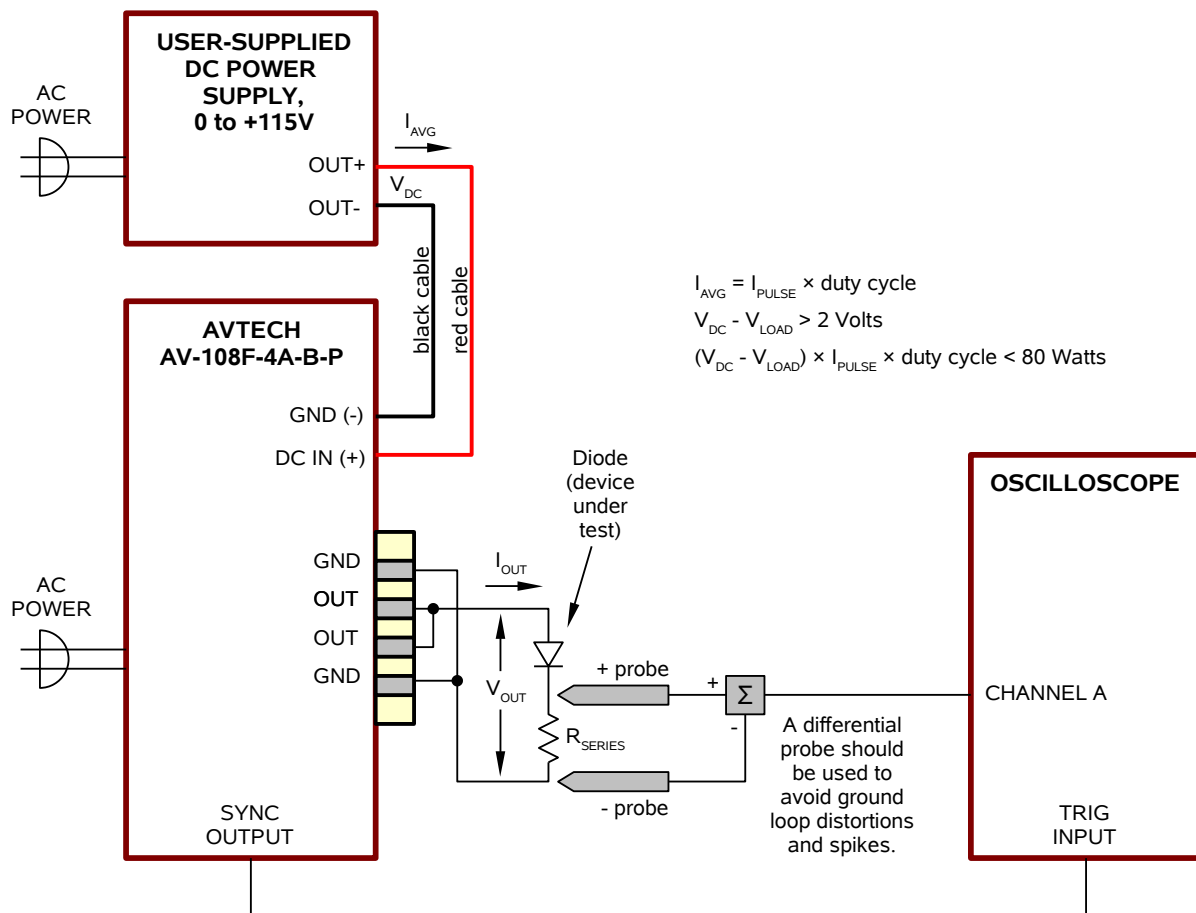 USER-SUPPLIED
DC POWER
SUPPLY,
0 to +115V
AC
POWER
I_AVG
OUT+
V_DC
OUT-
black cable
red cable
I_AVG = I_PULSE × duty cycle
V_DC - V_LOAD > 2 Volts
(V_DC - V_LOAD) × I_PULSE × duty cycle < 80 Watts
AVTECH
AV-108F-4A-B-P
GND (-)
DC IN (+)
Diode
(device
under
test)
OSCILLOSCOPE
GND
I_OUT
OUT
AC
POWER
OUT
GND
V_OUT
+ probe
+
Σ
-
CHANNEL A
R_SERIES
- probe
A differential
probe should
be used to
avoid ground
loop distortions
and spikes.
SYNC
OUTPUT
TRIG
INPUT